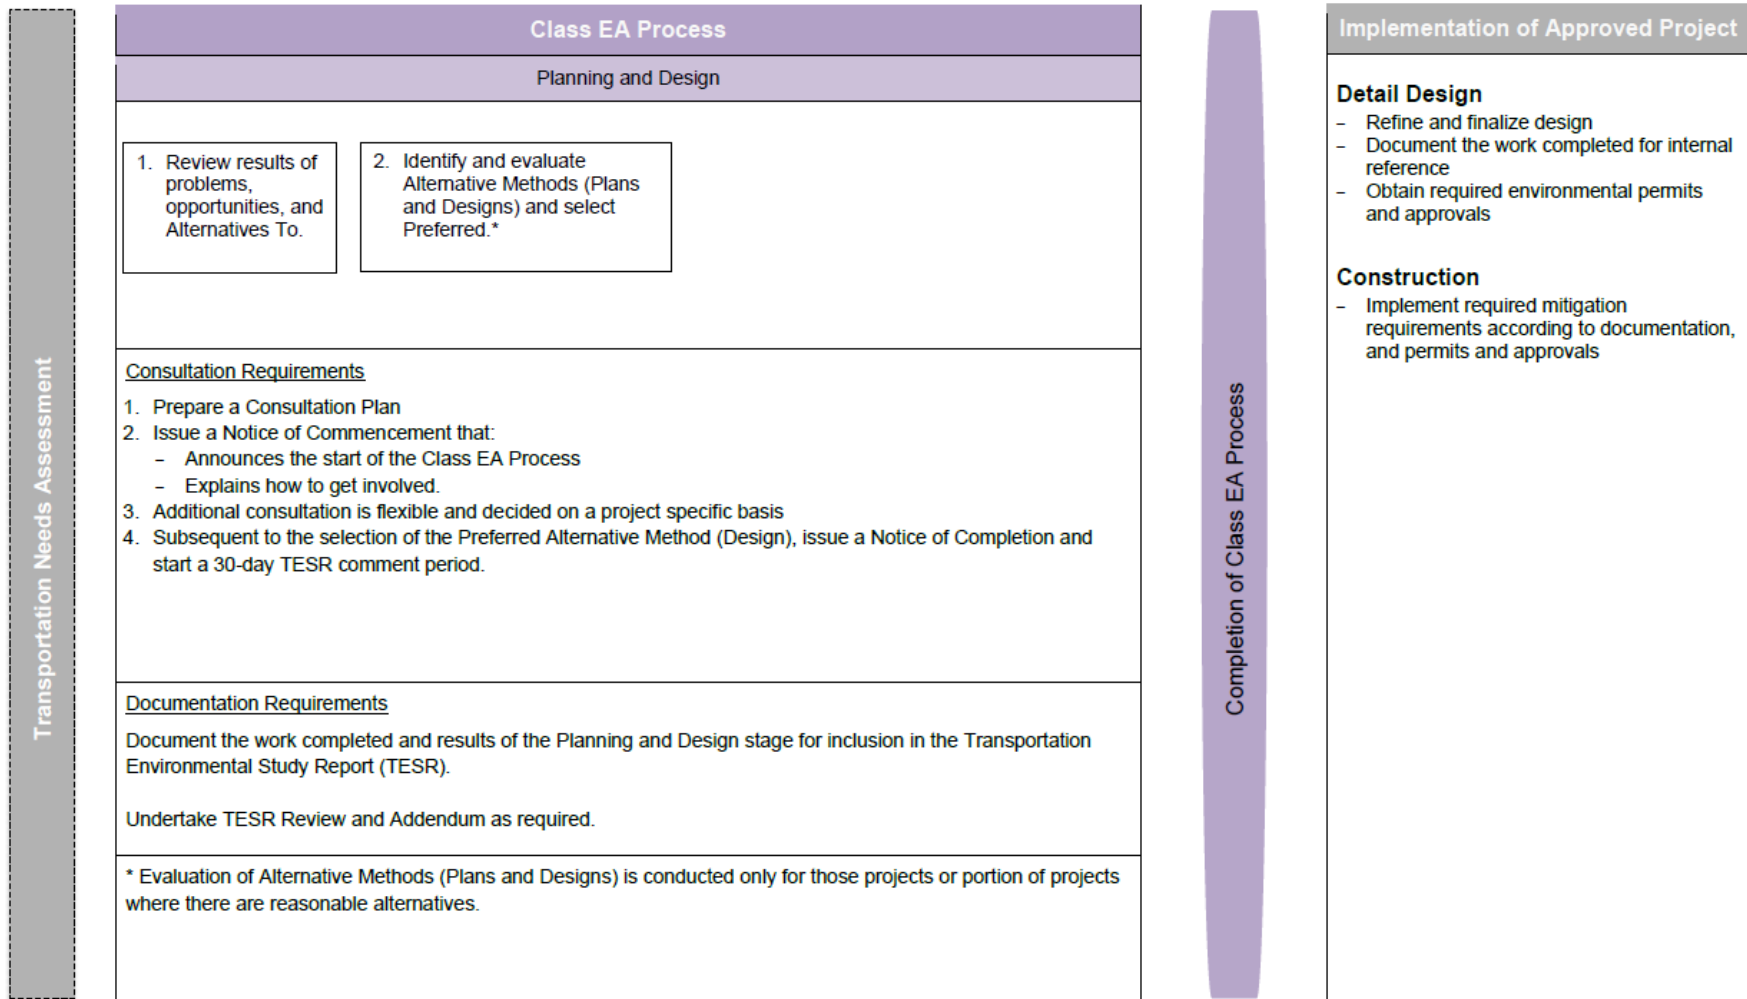 Transportation Needs Assessment
Class EA Process
Planning and Design
1. Review results of
problems,
opportunities, and
Alternatives To.
2. Identify and evaluate
Alternative Methods (Plans
and Designs) and select
Preferred.*
Consultation Requirements
1. Prepare a Consultation Plan
2. Issue a Notice of Commencement that:
– Announces the start of the Class EA Process
– Explains how to get involved.
3. Additional consultation is flexible and decided on a project specific basis
4. Subsequent to the selection of the Preferred Alternative Method (Design), issue a Notice of Completion and
start a 30-day TESR comment period.
Documentation Requirements
Document the work completed and results of the Planning and Design stage for inclusion in the Transportation
Environmental Study Report (TESR).
Undertake TESR Review and Addendum as required.
* Evaluation of Alternative Methods (Plans and Designs) is conducted only for those projects or portion of projects
where there are reasonable alternatives.
Completion of Class EA Process
Implementation of Approved Project
Detail Design
– Refine and finalize design
– Document the work completed for internal
reference
– Obtain required environmental permits
and approvals
Construction
– Implement required mitigation
requirements according to documentation,
and permits and approvals